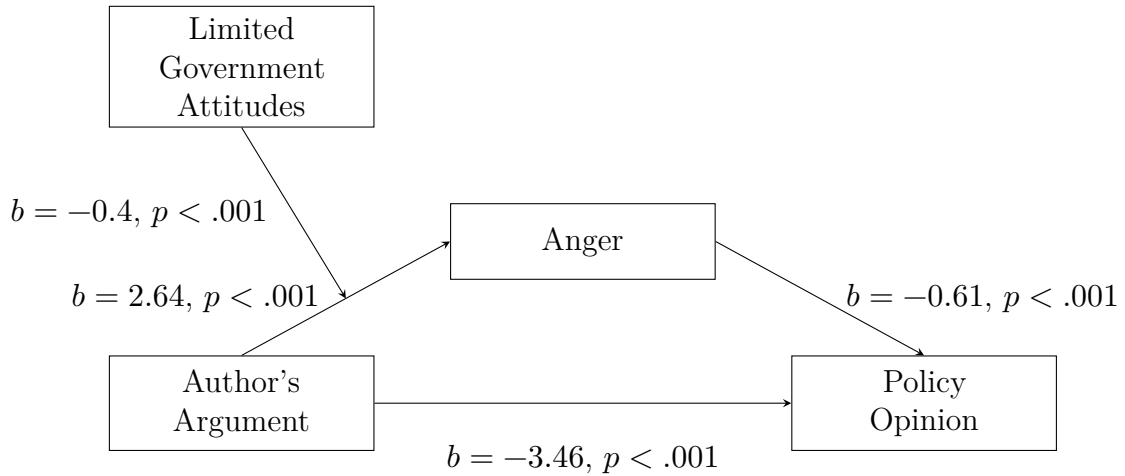 Limited
Government
Attitudes
b = −0.4, p < .001
Anger
b = 2.64, p < .001
b = −0.61, p < .001
Author's
Argument
Policy
Opinion
b = −3.46, p < .001